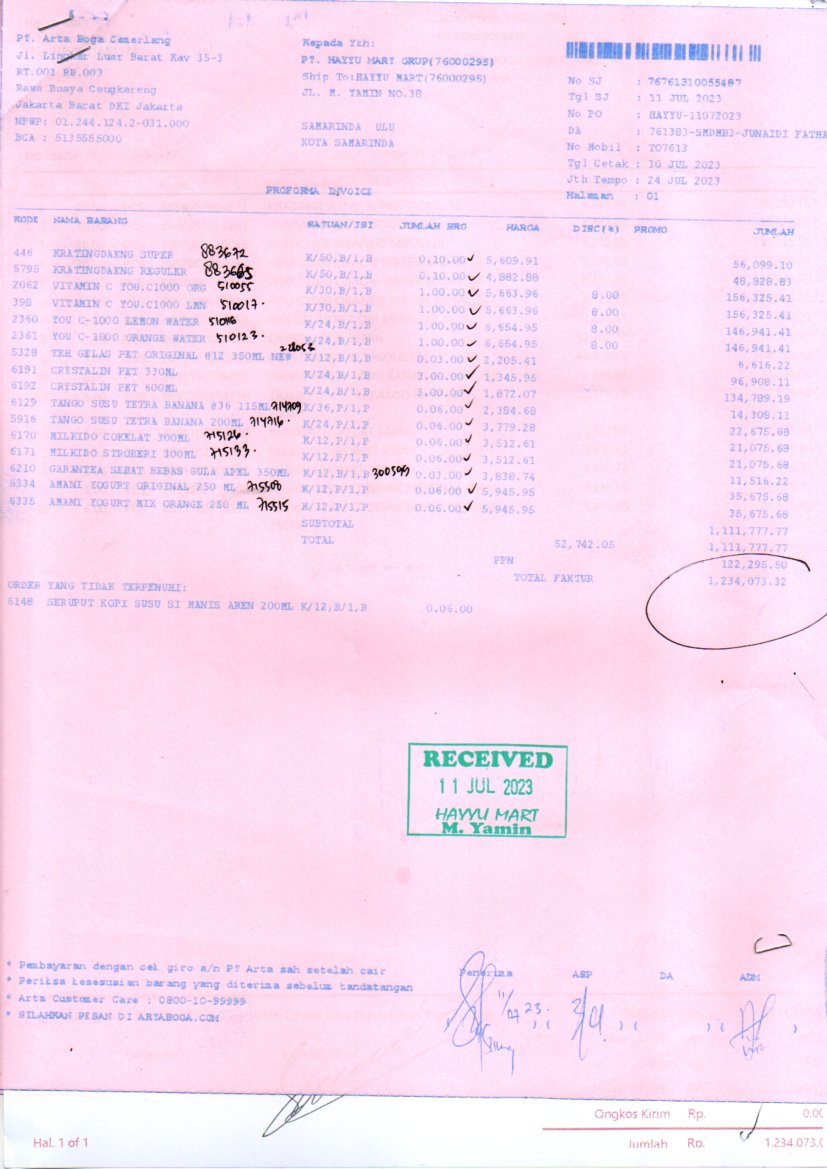 PT. Arta Boga Cemerlang
Jl. Lingkar Luar Barat Kav 35-3
RT.001 RW.003
Rawa Buaya Cengkareng
Jakarta Barat DKI Jakarta
NPWP: 01.244.124.2-031.000
BCA : 5135555000
Kepada Yth:
PT. HAYYU MART GRUP(76000295)
Ship To:HAYYU MART(76000295)
JL. M. YAMIN NO.38
SAMARINDA ULU
KOTA SAMARINDA
No SJ : 76761310055487
Tgl SJ : 11 JUL 2023
No PO : HAYYU-11072023
DA : 761383-SMDMB3-JUNAIDI FATHA
No Mobil : TO7613
Tgl Cetak : 10 JUL 2023
Jth Tempo : 24 JUL 2023
Halaman : 01
PROFORMA INVOICE
KODE NAMA BARANG SATUAN/ISI JUMLAH BRG HARGA DISC(%) PROMO JUMLAH
446 KRATINGDAENG SUPER 883672 K/50,B/1,B 0.10.00 5,609.91 56,099.10
5795 KRATINGDAENG REGULER 883665 K/50,B/1,B 0.10.00 4,892.88 48,928.83
2062 VITAMIN C YOU.C1000 ORG 510055 K/30,B/1,B 1.00.00 5,663.96 8.00 156,325.41
398 VITAMIN C YOU.C1000 LMN 510017. K/30,B/1,B 1.00.00 5,663.96 8.00 156,325.41
2360 YOU C-1000 LEMON WATER K/24,B/1,B 1.00.00 6,654.95 8.00 146,941.41
2361 YOU C-1000 ORANGE WATER 510123. K/24,B/1,B 1.00.00 6,654.95 8.00 146,941.41
5328 TEH GELAS PET ORIGINAL @12 350ML NEW K/12,B/1,B 0.03.00 2,205.41 6,616.22
6191 CRYSTALIN PET 330ML K/24,B/1,B 3.00.00 1,345.95 96,908.11
6192 CRYSTALIN PET 600ML K/24,B/1,B 3.00.00 1,872.07 134,789.19
6129 TANGO SUSU TETRA BANANA @36 115ML 714709 K/36,P/1,P 0.06.00 2,384.68 14,308.11
5916 TANGO SUSU TETRA BANANA 200ML 714716. K/24,P/1,P 0.06.00 3,779.28 22,675.68
6170 MILKIDO COKELAT 300ML 715126. K/12,P/1,P 0.06.00 3,512.61 21,075.68
6171 MILKIDO STROBERI 300ML 715133. K/12,P/1,P 0.06.00 3,512.61 21,075.68
6210 GARANTEA SEHAT BEBAS GULA APEL 350ML K/12,B/1,B 300599 0.03.00 3,838.74 11,516.22
6334 AMANI YOGURT ORIGINAL 250 ML 715508 K/12,P/1,P 0.06.00 5,945.95 35,675.68
6335 AMANI YOGURT MIX ORANGE 250 ML 715515 K/12,P/1,P 0.06.00 5,945.95 35,675.68
SUBTOTAL 1,111,777.77
TOTAL 52,742.05 1,111,777.77
PPN 122,295.50
TOTAL FAKTUR 1,234,073.32
ORDER YANG TIDAK TERPENUHI:
6148 SERUPUT KOPI SUSU SI MANIS AREN 200ML K/12,B/1,B 0.06.00
RECEIVED
11 JUL 2023
HAYYU MART
M. Yamin
* Pembayaran dengan cek giro a/n PT Arta sah setelah cair
* Periksa kesesuaian barang yang diterima sebelum tandatangan
* Arta Customer Care : 0800-10-99999
* SILAHKAN PESAN DI ARTABOGA.COM
Penerima ASP DA ADM
11/07 23.
Ongkos Kirim Rp. 0.00
Hal. 1 of 1
Jumlah Rp. 1.234.073.0